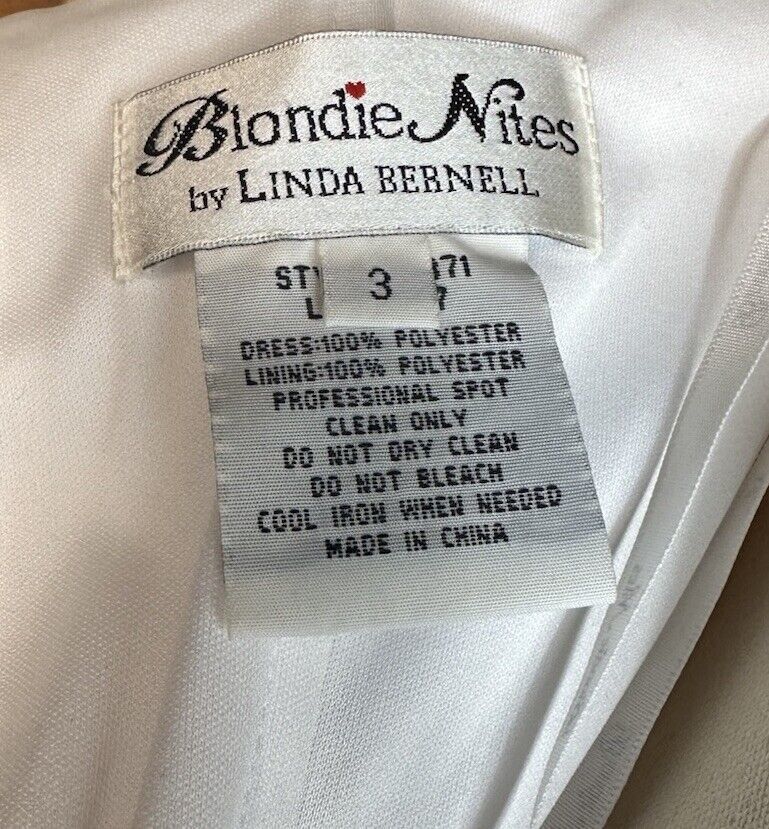 Blondie Nites
by LINDA BERNELL
3
DRESS:100% POLYESTER
LINING:100% POLYESTER
PROFESSIONAL SPOT
CLEAN ONLY
DO NOT DRY CLEAN
DO NOT BLEACH
COOL IRON WHEN NEEDED
MADE IN CHINA